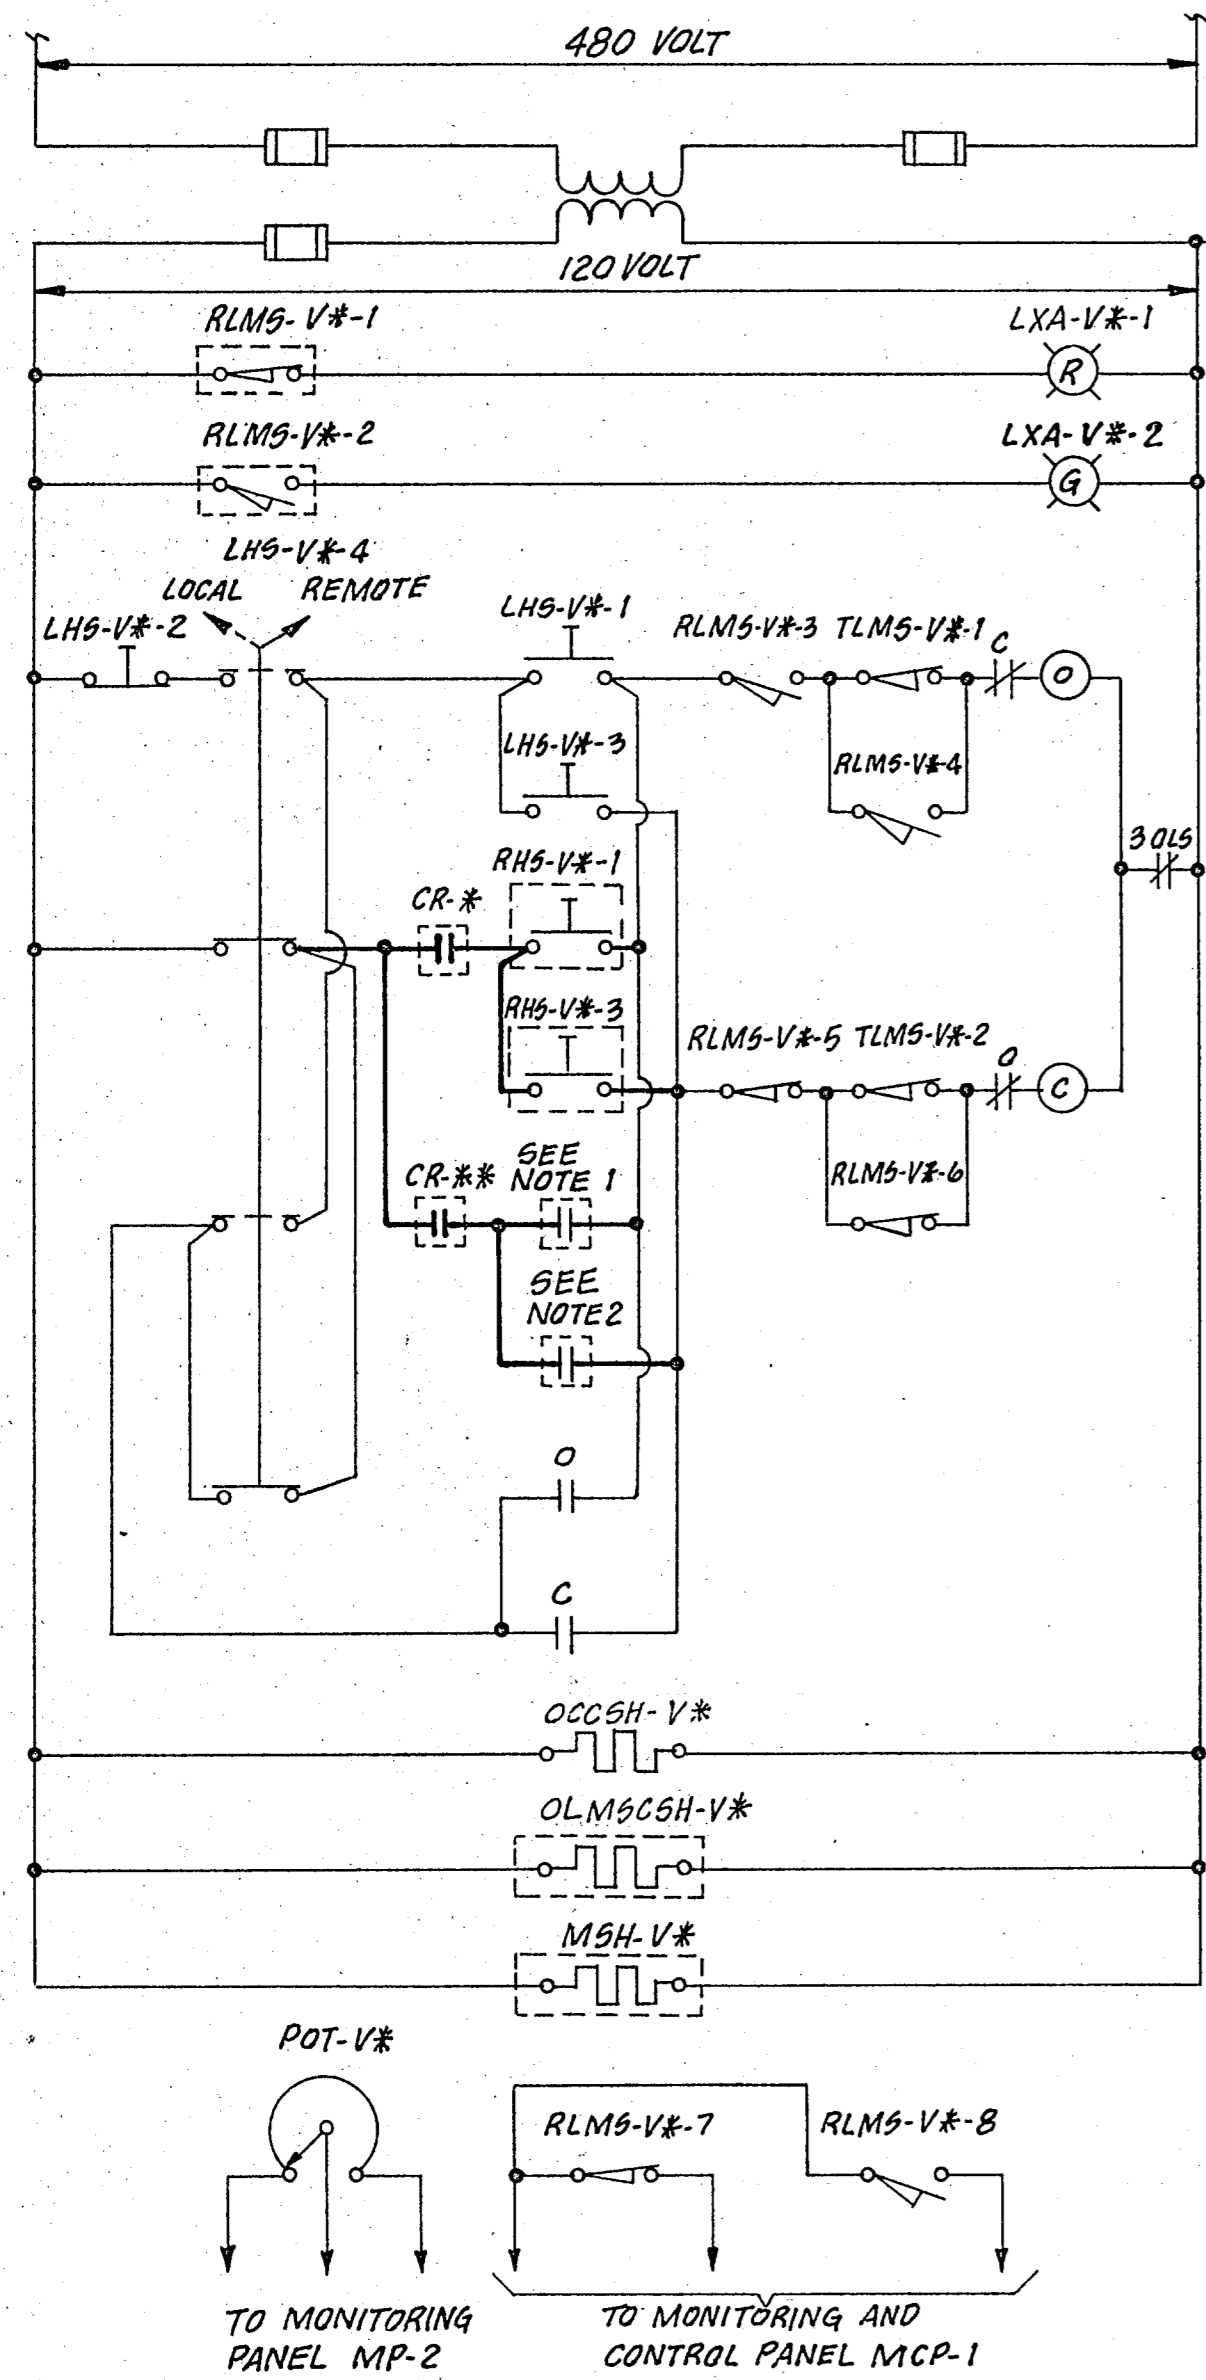 480 VOLT
120 VOLT
RLMS-V*-1
LXA-V*-1
R
RLMS-V*-2
LXA-V*-2
G
LHS-V*-4
LOCAL REMOTE
LHS-V*-2
LHS-V*-1
RLMS-V*-3 TLMS-V*-1
C
O
LHS-V*-3
RLMS-V*-4
3 OLS
RHS-V*-1
CR-*
RHS-V*-3
RLMS-V*-5 TLMS-V*-2
O
C
CR-**
SEE
NOTE 1
RLMS-V*-6
SEE
NOTE 2
O
C
OCCSH-V*
OLMSCSH-V*
MSH-V*
POT-V*
RLMS-V*-7
RLMS-V*-8
TO MONITORING
PANEL MP-2
TO MONITORING AND
CONTROL PANEL MCP-1